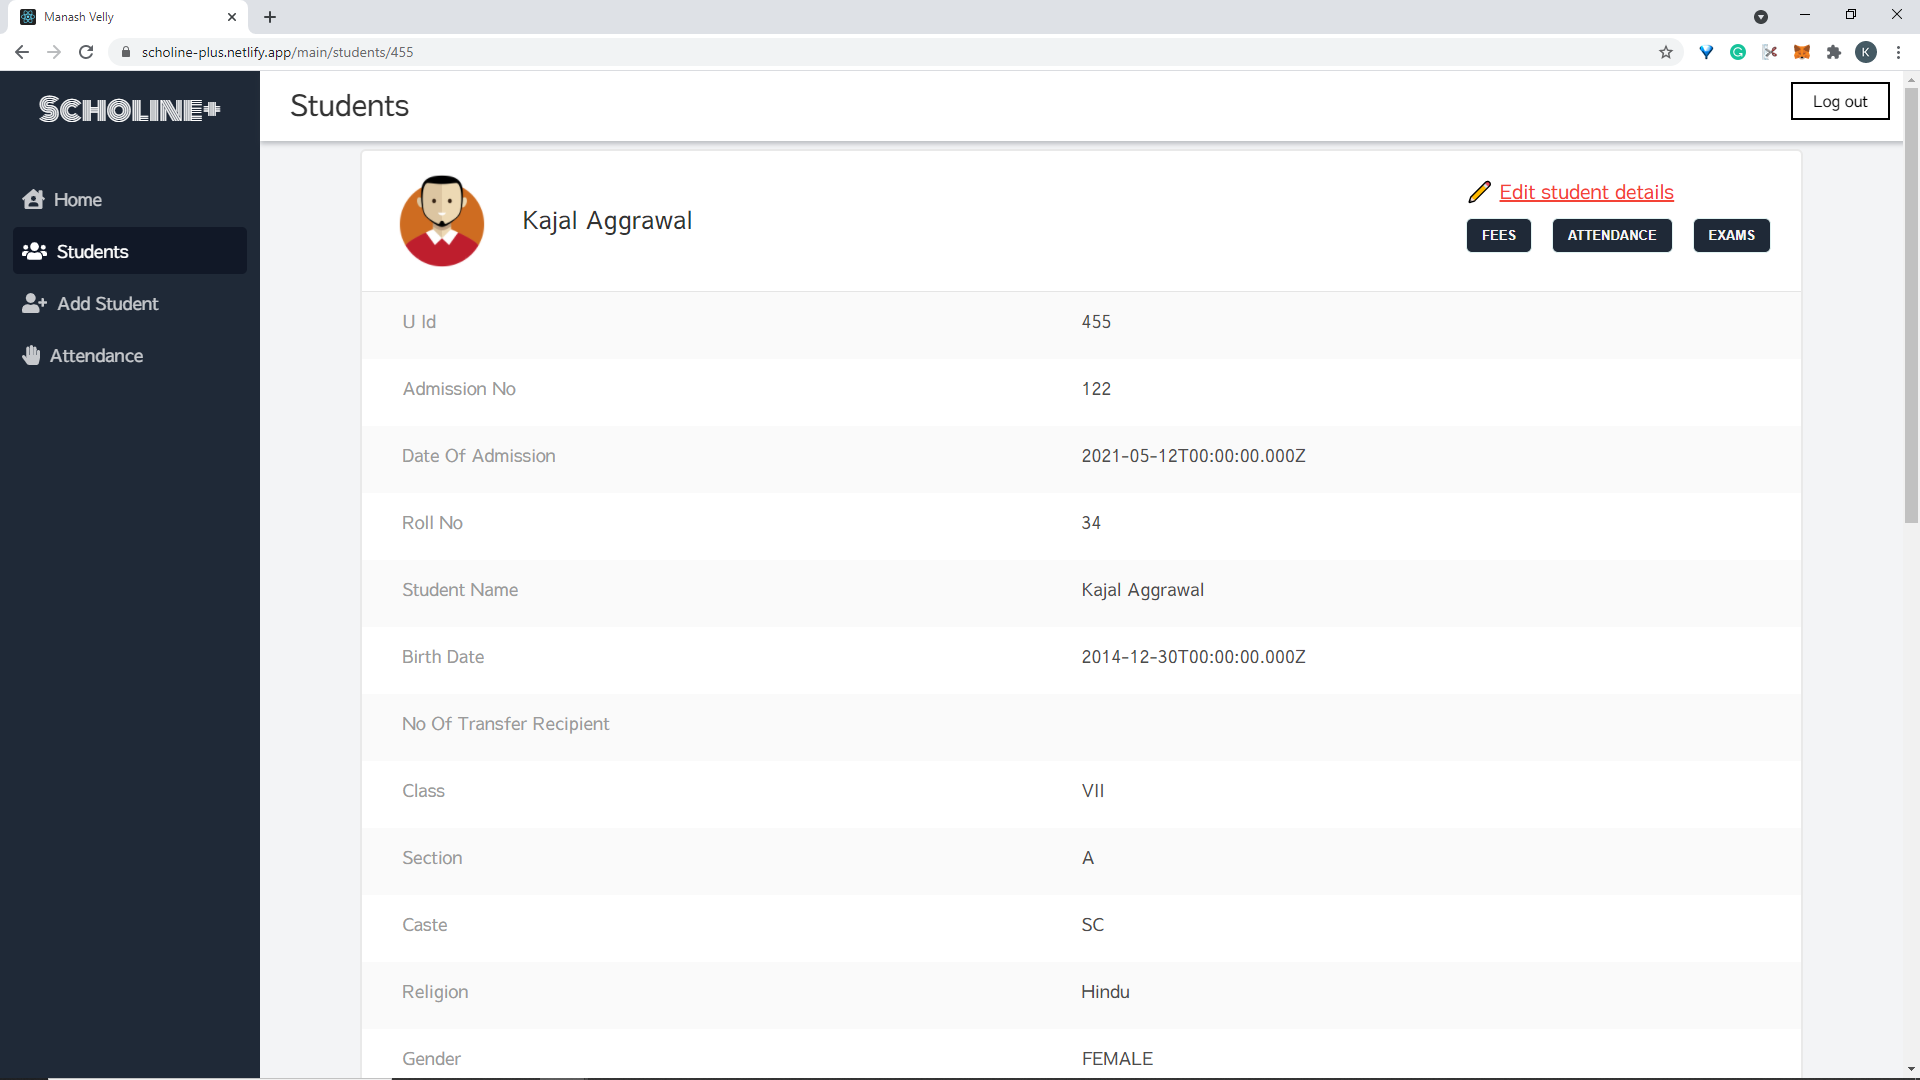 Manash Velly
scholine-plus.netlify.app/main/students/455
K
SCHOLINE+
Students
Log out
Home
Students
Add Student
Attendance
Kajal Aggrawal
Edit student details
FEES ATTENDANCE EXAMS
U Id 455
Admission No 122
Date Of Admission 2021-05-12T00:00:00.000Z
Roll No 34
Student Name Kajal Aggrawal
Birth Date 2014-12-30T00:00:00.000Z
No Of Transfer Recipient
Class VII
Section A
Caste SC
Religion Hindu
Gender FEMALE